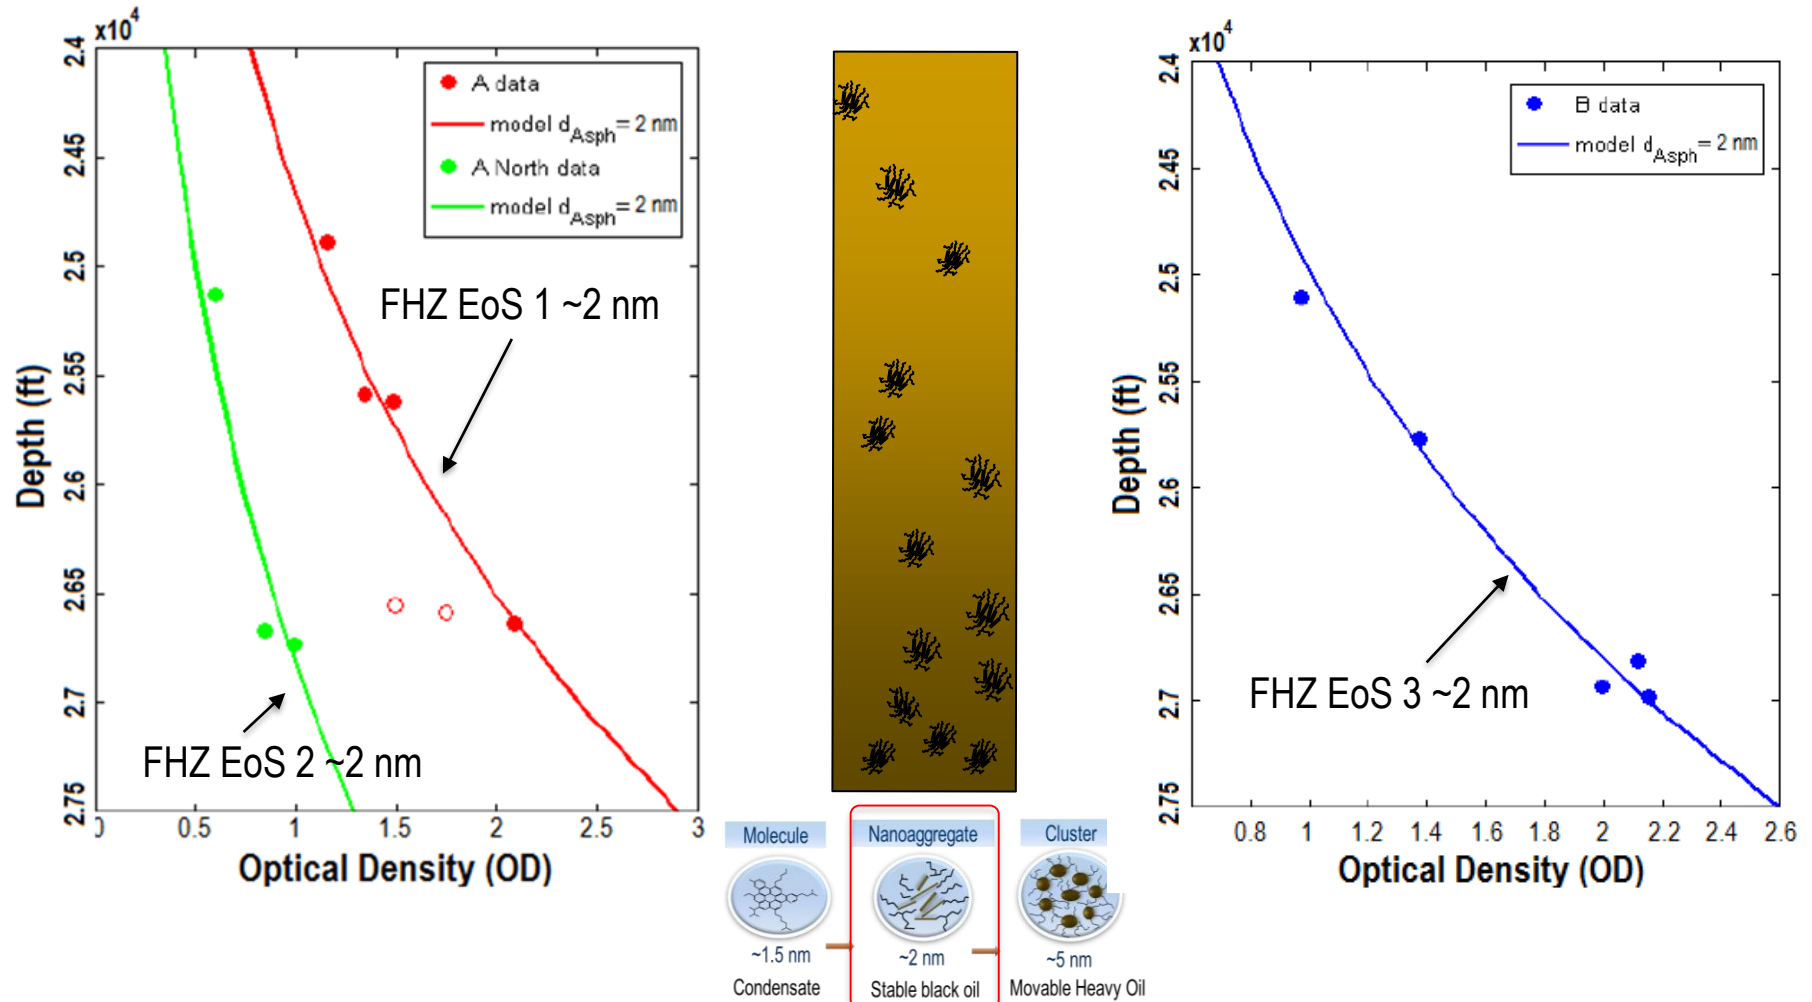 x10⁴
2.4
2.45
2.5
2.55
2.6
2.65
2.7
2.75
Depth (ft)
A data
model d_Asph= 2 nm
A North data
model d_Asph= 2 nm
FHZ EoS 1 ~2 nm
FHZ EoS 2 ~2 nm
0 0.5 1 1.5 2 2.5 3
Optical Density (OD)
Molecule Nanoaggregate Cluster
~1.5 nm ~2 nm ~5 nm
Condensate Stable black oil Movable Heavy Oil
x10⁴
2.4
2.45
2.5
2.55
2.6
2.65
2.7
2.75
Depth (ft)
B data
model d_Asph= 2 nm
FHZ EoS 3 ~2 nm
0.8 1 1.2 1.4 1.6 1.8 2 2.2 2.4 2.6
Optical Density (OD)